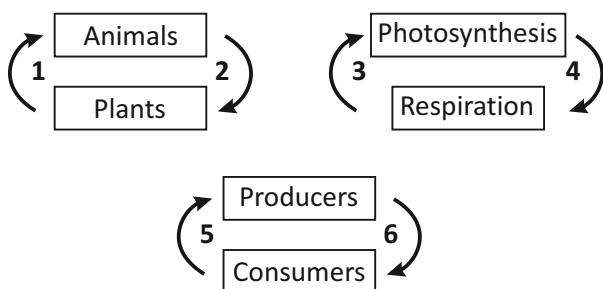 Animals
1
2
Plants
Photosynthesis
3
4
Respiration
Producers
5
6
Consumers